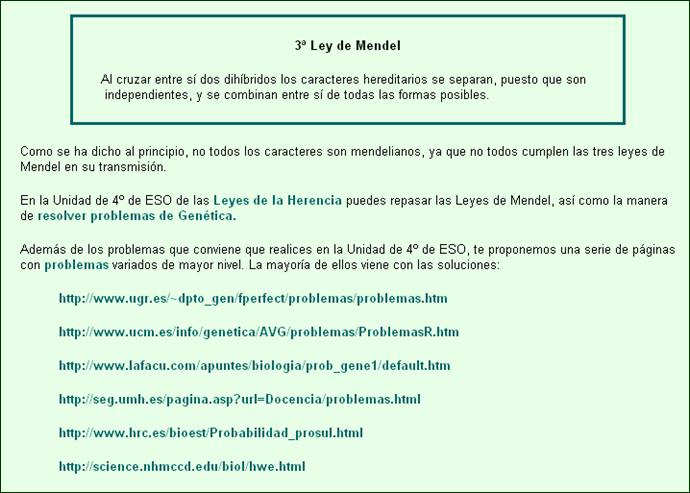 3ª Ley de Mendel
Al cruzar entre sí dos dihíbridos los caracteres hereditarios se separan, puesto que son
independientes, y se combinan entre sí de todas las formas posibles.
Como se ha dicho al principio, no todos los caracteres son mendelianos, ya que no todos cumplen las tres leyes de
Mendel en su transmisión.
En la Unidad de 4º de ESO de las Leyes de la Herencia puedes repasar las Leyes de Mendel, así como la manera
de resolver problemas de Genética.
Además de los problemas que conviene que realices en la Unidad de 4º de ESO, te proponemos una serie de páginas
con problemas variados de mayor nivel. La mayoría de ellos viene con las soluciones:
http://www.ugr.es/~dpto_gen/fperfect/problemas/problemas.htm
http://www.ucm.es/info/genetica/AVG/problemas/ProblemasR.htm
http://www.lafacu.com/apuntes/biologia/prob_gene1/default.htm
http://seg.umh.es/pagina.asp?url=Docencia/problemas.html
http://www.hrc.es/bioest/Probabilidad_prosul.html
http://science.nhmccd.edu/biol/hwe.html